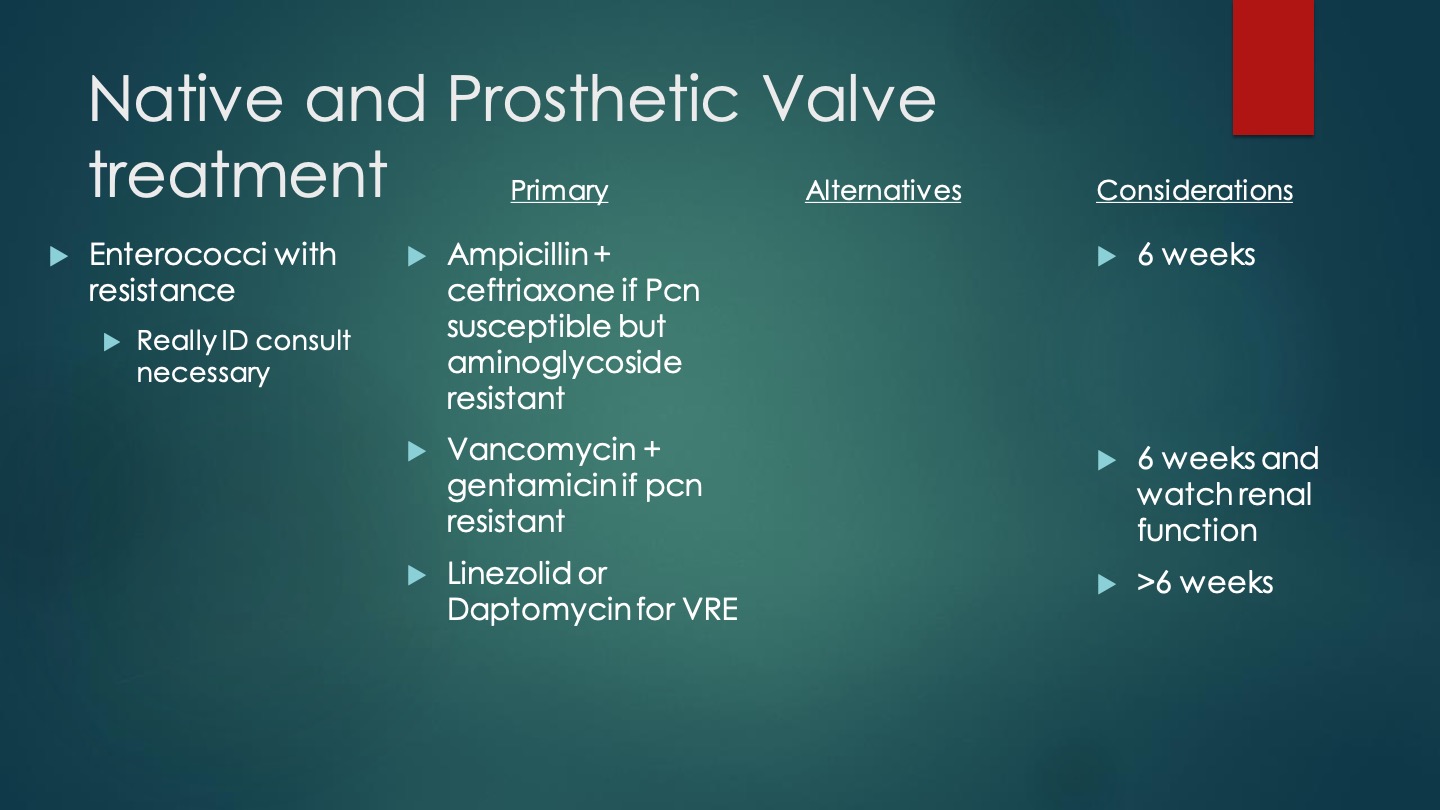 Native and Prosthetic Valve
treatment
Primary
Alternatives
Considerations
Enterococci with
resistance
Really ID consult
necessary
Ampicillin +
ceftriaxone if Pcn
susceptible but
aminoglycoside
resistant
Vancomycin +
gentamicin if pcn
resistant
Linezolid or
Daptomycin for VRE
6 weeks
6 weeks and
watch renal
function
>6 weeks